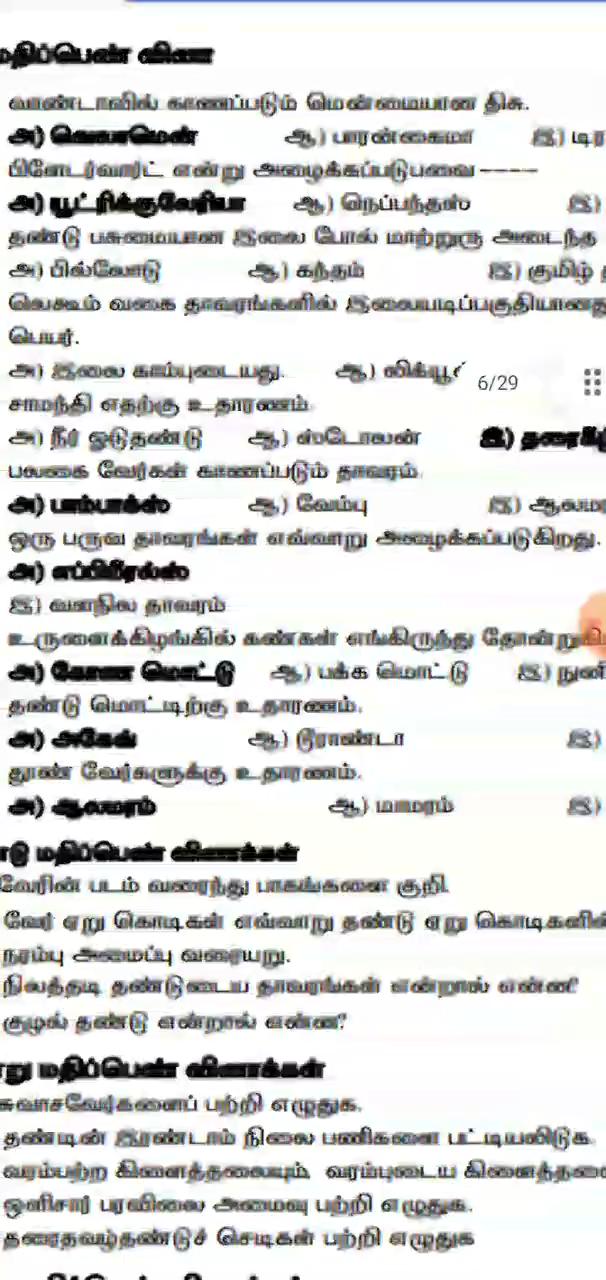 மதிப்பெண் வினா
வாண்டாவில் காணப்படும் மென்மையான திசு.
அ) வெலாமென் ஆ) பாரன்கைமா இ) டிர
பிளேடர்வார்ட் என்று அழைக்கப்படுபவை ----
அ) யூட்ரிக்குலேரியா ஆ) நெப்பந்தஸ் இ)
தண்டு பசுமையான இலை போல் மாற்றுரு அடைந்த
அ) பில்லோடு ஆ) கந்தம் இ) குமிழ்
லெகூம் வகை தாவரங்களில் இலையடிப்பகுதியானது
பெயர்.
அ) இலை காம்புடையது. ஆ) லிக்யூ
6/29
சாமந்தி எதற்கு உதாரணம்.
அ) நீர் ஓடுதண்டு ஆ) ஸ்டோலன் இ) தரைகீழ்
பலகை வேர்கள் காணப்படும் தாவரம்.
அ) பாம்பாக்ஸ் ஆ) வேம்பு இ) ஆலம
ஒரு பருவ தாவரங்கள் எவ்வாறு அழைக்கப்படுகிறது.
அ) எப்பிமீரல்ஸ்
இ) வளநில தாவரம்
உருளைக்கிழங்கில் கண்கள் எங்கிருந்து தோன்றுகி
அ) கோண மொட்டு ஆ) பக்க மொட்டு இ) நுனி
தண்டு மொட்டிற்கு உதாரணம்.
அ) அகேவ் ஆ) டூராண்டா இ)
தூண் வேர்களுக்கு உதாரணம்.
அ) ஆலமரம் ஆ) மாமரம் இ)
டு மதிப்பெண் வினாக்கள்
வேரின் படம் வரைந்து பாகங்களை குறி.
வேர் ஏறு கொடிகள் எவ்வாறு தண்டு ஏறு கொடிகளில்
நரம்பு அமைப்பு வரையறு.
நிலத்தடி தண்டுடைய தாவரங்கள் என்றால் என்ன?
குழல் தண்டு என்றால் என்ன?
று மதிப்பெண் வினாக்கள்
சுவாசவேர்களைப் பற்றி எழுதுக.
தண்டின் இரண்டாம் நிலை பணிகளை பட்டியலிடுக.
வரம்பற்ற கிளைத்தலையும் வரம்புடைய கிளைத்தலை
ஒளிசார் பரவிலை அமைவு பற்றி எழுதுக.
தரைதவழ்தண்டுச் செடிகள் பற்றி எழுதுக